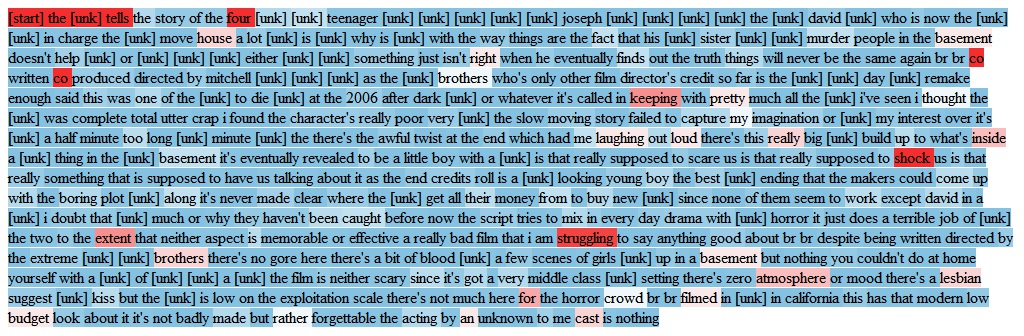 [start] the [unk] tells the story of the four [unk] [unk] teenager [unk] [unk] [unk] [unk] [unk] joseph [unk] [unk] [unk] the [unk] david [unk] who is now the [unk]
[unk] in charge the [unk] move house a lot [unk] is [unk] why is [unk] with the way things are the fact that his [unk] sister [unk] [unk] murder people in the basement
doesn't help [unk] or [unk] [unk] [unk] either [unk] [unk] something just isn't right when he eventually finds out the truth things will never be the same again br br co
written co produced directed by mitchell [unk] [unk] [unk] as the [unk] brothers who's only other film director's credit so far is the [unk] [unk] day [unk] remake
enough said this was one of the [unk] to die [unk] at the 2006 after dark [unk] or whatever it's called in keeping with pretty much all the [unk] i've seen i thought the
[unk] was complete total utter crap i found the character's really poor very [unk] the slow moving story failed to capture my imagination or [unk] my interest over it's
[unk] a half minute too long [unk] minute [unk] the there's the awful twist at the end which had me laughing out loud there's this really big [unk] build up to what's inside
a [unk] thing in the [unk] basement it's eventually revealed to be a little boy with a [unk] is that really supposed to scare us is that really supposed to shock us is that
really something that is supposed to have us talking about it as the end credits roll is a [unk] looking young boy the best [unk] ending that the makers could come up
with the boring plot [unk] along it's never made clear where the [unk] get all their money from to buy new [unk] since none of them seem to work except david in a
[unk] i doubt that [unk] much or why they haven't been caught before now the script tries to mix in every day drama with [unk] horror it just does a terrible job of [unk]
the two to the extent that neither aspect is memorable or effective a really bad film that i am struggling to say anything good about br br despite being written directed by
the extreme [unk] [unk] brothers there's no gore here there's a bit of blood [unk] a few scenes of girls [unk] up in a basement but nothing you couldn't do at home
yourself with a [unk] of [unk] [unk] a [unk] the film is neither scary since it's got a very middle class [unk] setting there's zero atmosphere or mood there's a lesbian
suggest [unk] kiss but the [unk] is low on the exploitation scale there's not much here for the horror crowd br br filmed in [unk] in california this has that modern low
budget look about it it's not badly made but rather forgettable the acting by an unknown to me cast is nothing